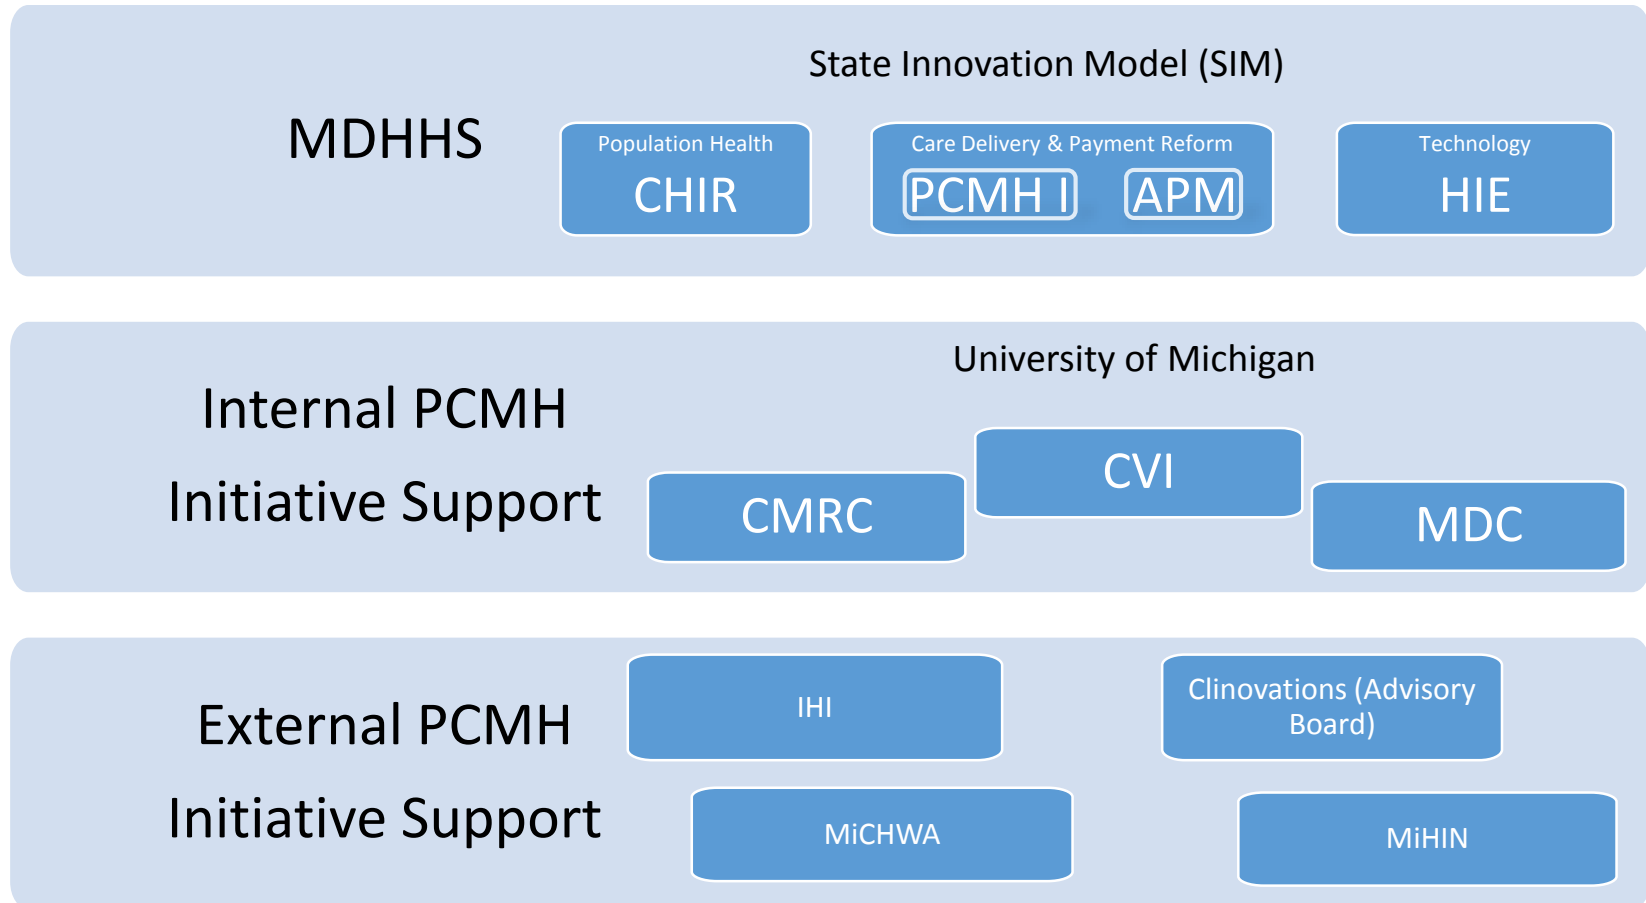 State Innovation Model (SIM)
MDHHS
Population Health
CHIR
Care Delivery & Payment Reform
PCMH I
APM
Technology
HIE
University of Michigan
Internal PCMH
Initiative Support
CMRC
CVI
MDC
External PCMH
Initiative Support
IHI
Clinovations (Advisory
Board)
MiCHWA
MiHIN